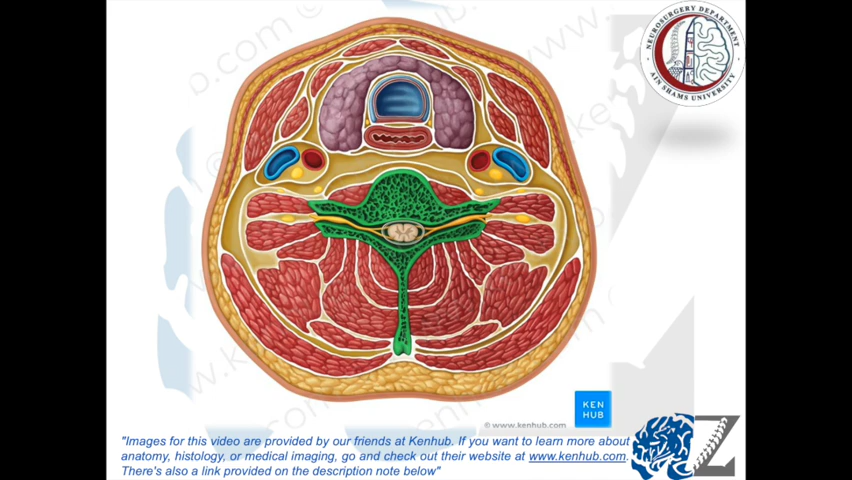 NEUROSURGERY DEPARTMENT
AIN SHAMS UNIVERSITY
KEN
HUB
© www.kenhub.com
"Images for this video are provided by our friends at Kenhub. If you want to learn more about
anatomy, histology, or medical imaging, go and check out their website at www.kenhub.com.
There's also a link provided on the description note below"
Z